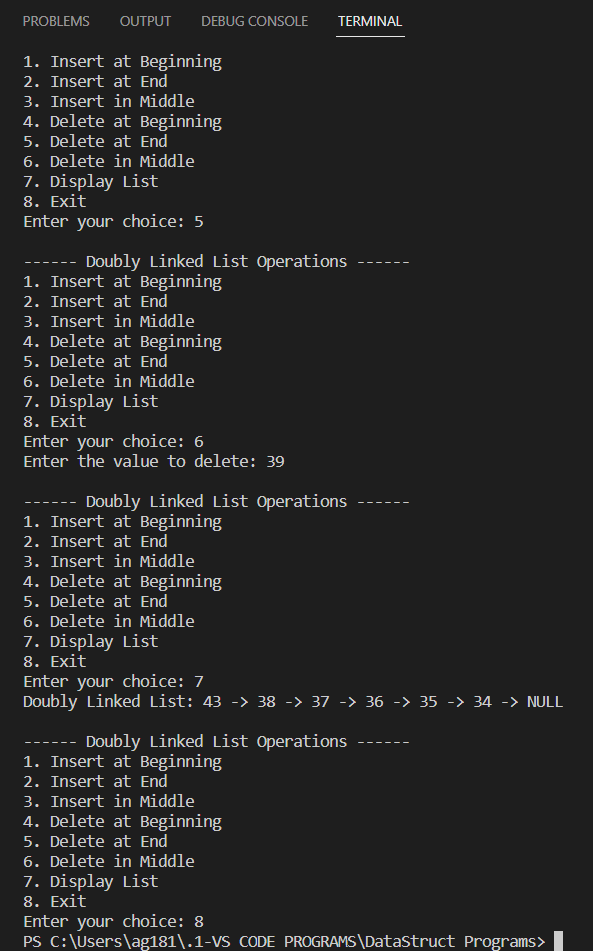 PROBLEMS OUTPUT DEBUG CONSOLE TERMINAL
1. Insert at Beginning
2. Insert at End
3. Insert in Middle
4. Delete at Beginning
5. Delete at End
6. Delete in Middle
7. Display List
8. Exit
Enter your choice: 5
------ Doubly Linked List Operations ------
1. Insert at Beginning
2. Insert at End
3. Insert in Middle
4. Delete at Beginning
5. Delete at End
6. Delete in Middle
7. Display List
8. Exit
Enter your choice: 6
Enter the value to delete: 39
------ Doubly Linked List Operations ------
1. Insert at Beginning
2. Insert at End
3. Insert in Middle
4. Delete at Beginning
5. Delete at End
6. Delete in Middle
7. Display List
8. Exit
Enter your choice: 7
Doubly Linked List: 43 -> 38 -> 37 -> 36 -> 35 -> 34 -> NULL
------ Doubly Linked List Operations ------
1. Insert at Beginning
2. Insert at End
3. Insert in Middle
4. Delete at Beginning
5. Delete at End
6. Delete in Middle
7. Display List
8. Exit
Enter your choice: 8
PS C:\Users\ag181\.1-VS CODE PROGRAMS\DataStruct Programs>